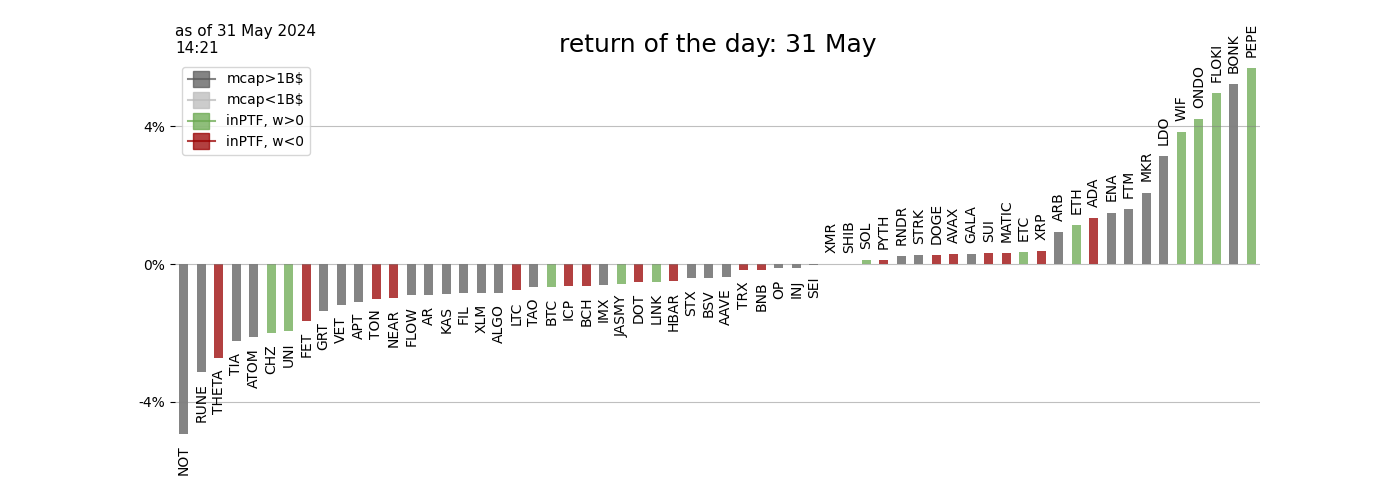 as of 31 May 2024
14:21
return of the day: 31 May
mcap>1B$
mcap<1B$
inPTF, w>0
inPTF, w<0
4%
0%
-4%
NOT
RUNE
THETA
TIA
ATOM
CHZ
UNI
FET
GRT
VET
APT
TON
NEAR
FLOW
AR
KAS
FIL
XLM
ALGO
LTC
TAO
BTC
ICP
BCH
IMX
JASMY
DOT
LINK
HBAR
STX
BSV
AAVE
TRX
BNB
OP
INJ
SEI
XMR
SHIB
SOL
PYTH
RNDR
STRK
DOGE
AVAX
GALA
SUI
MATIC
ETC
XRP
ARB
ETH
ADA
ENA
FTM
MKR
LDO
WIF
ONDO
FLOKI
BONK
PEPE